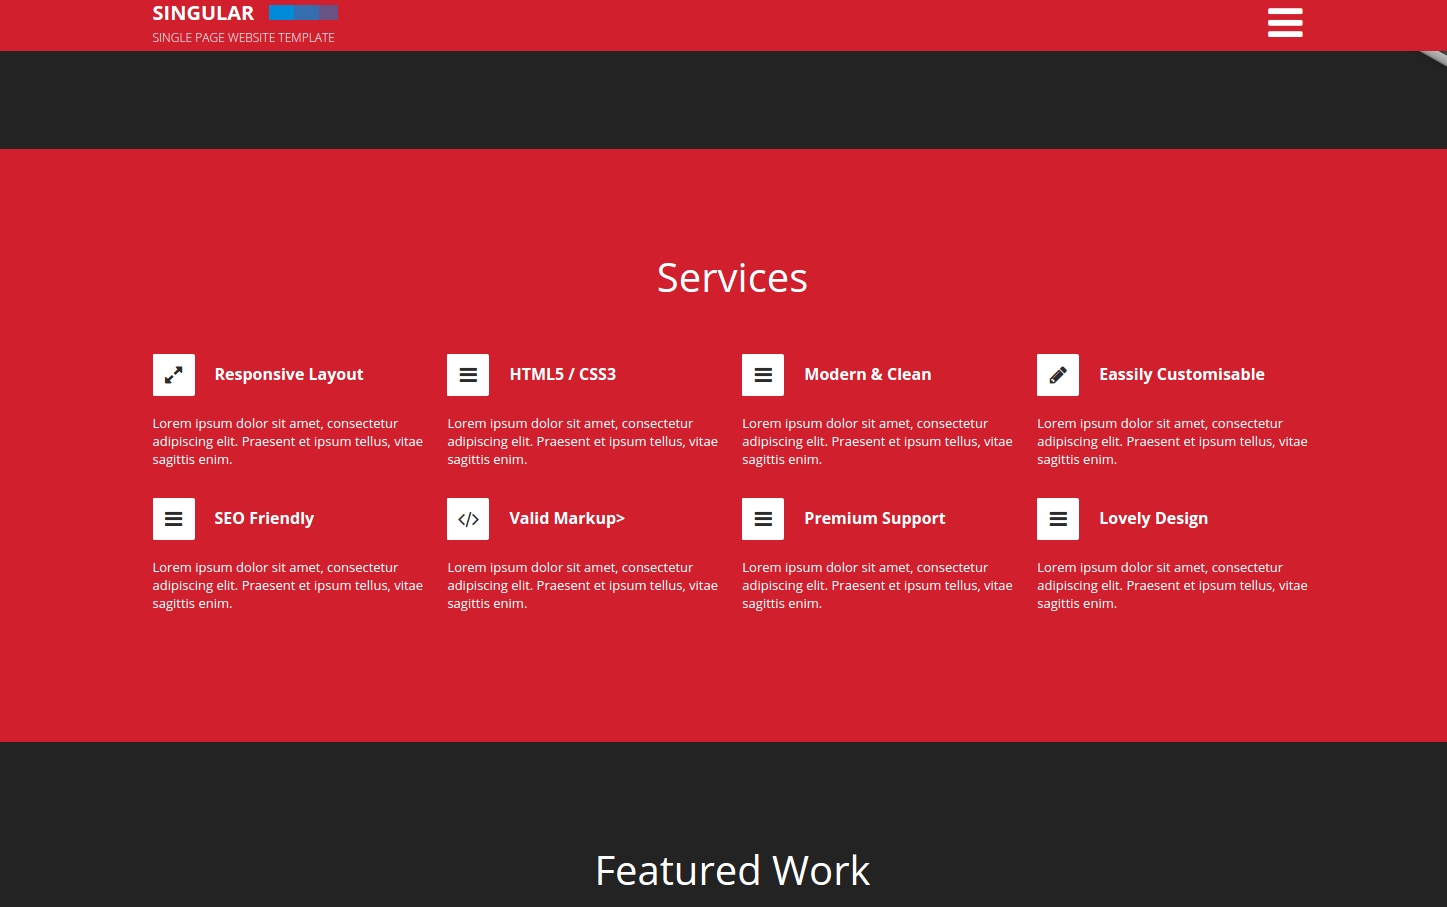 SINGULAR
SINGLE PAGE WEBSITE TEMPLATE
Services
Responsive Layout
Lorem ipsum dolor sit amet, consectetur
adipiscing elit. Praesent et ipsum tellus, vitae
sagittis enim.
HTML5 / CSS3
Lorem ipsum dolor sit amet, consectetur
adipiscing elit. Praesent et ipsum tellus, vitae
sagittis enim.
Modern & Clean
Lorem ipsum dolor sit amet, consectetur
adipiscing elit. Praesent et ipsum tellus, vitae
sagittis enim.
Eassily Customisable
Lorem ipsum dolor sit amet, consectetur
adipiscing elit. Praesent et ipsum tellus, vitae
sagittis enim.
SEO Friendly
Lorem ipsum dolor sit amet, consectetur
adipiscing elit. Praesent et ipsum tellus, vitae
sagittis enim.
Valid Markup>
Lorem ipsum dolor sit amet, consectetur
adipiscing elit. Praesent et ipsum tellus, vitae
sagittis enim.
Premium Support
Lorem ipsum dolor sit amet, consectetur
adipiscing elit. Praesent et ipsum tellus, vitae
sagittis enim.
Lovely Design
Lorem ipsum dolor sit amet, consectetur
adipiscing elit. Praesent et ipsum tellus, vitae
sagittis enim.
Featured Work